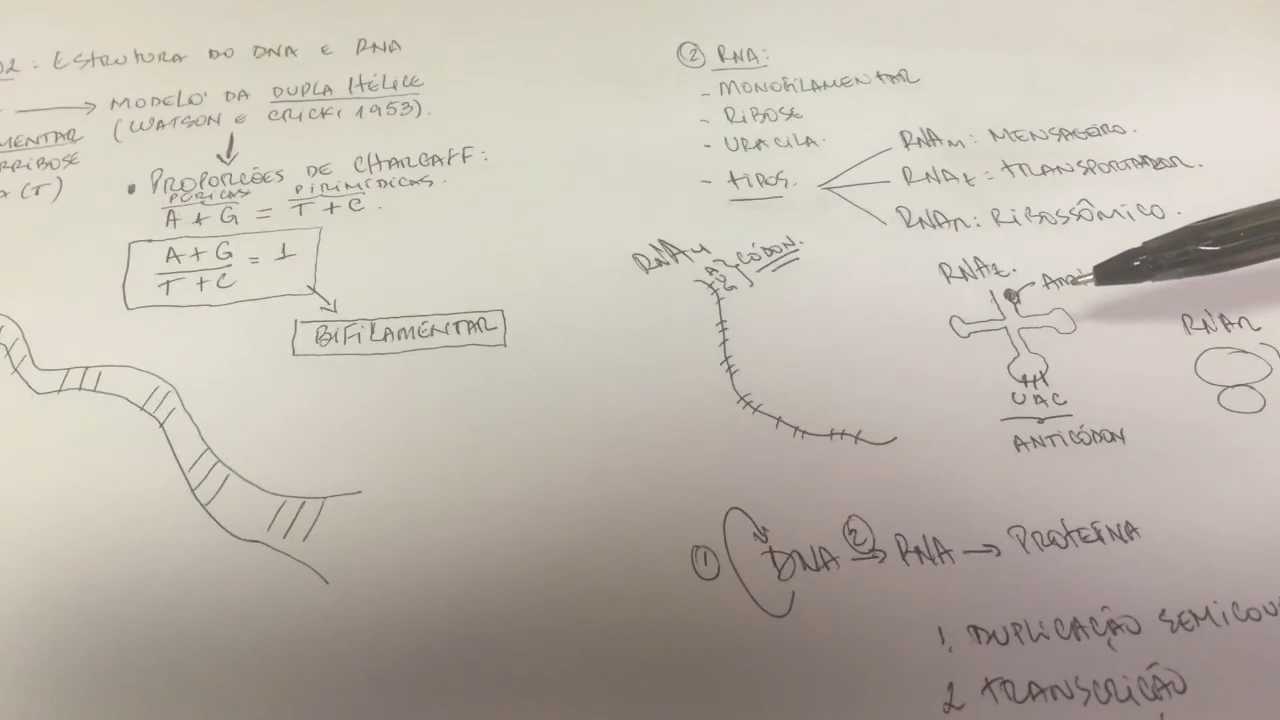 02: ESTRUTURA DO DNA E RNA
MODELO DA DUPLA HÉLICE
(WATSON E CRICK, 1953).
MENTAR
RRIBOSE
A (T)
• PROPORÇÕES DE CHARGAFF:
PÚRICAS PIRIMÍDICAS
A + G = T + C.
A + G
T + C
= 1
BIFILAMENTAR
2 RNA:
- MONOFILAMENTAR
- RIBOSE
- URACILA.
- TIPOS.
RNAm: MENSAGEIRO.
RNAt: TRANSPORTADOR.
RNAr: RIBOSSÔMICO.
RNAm
AUG
CÓDON.
RNAt.
UAC
ANTICÓDON
RNAr
1 DNA 2 → RNA → PROTEÍNA
1. DUPLICAÇÃO
2 TRANSCRIÇÃO